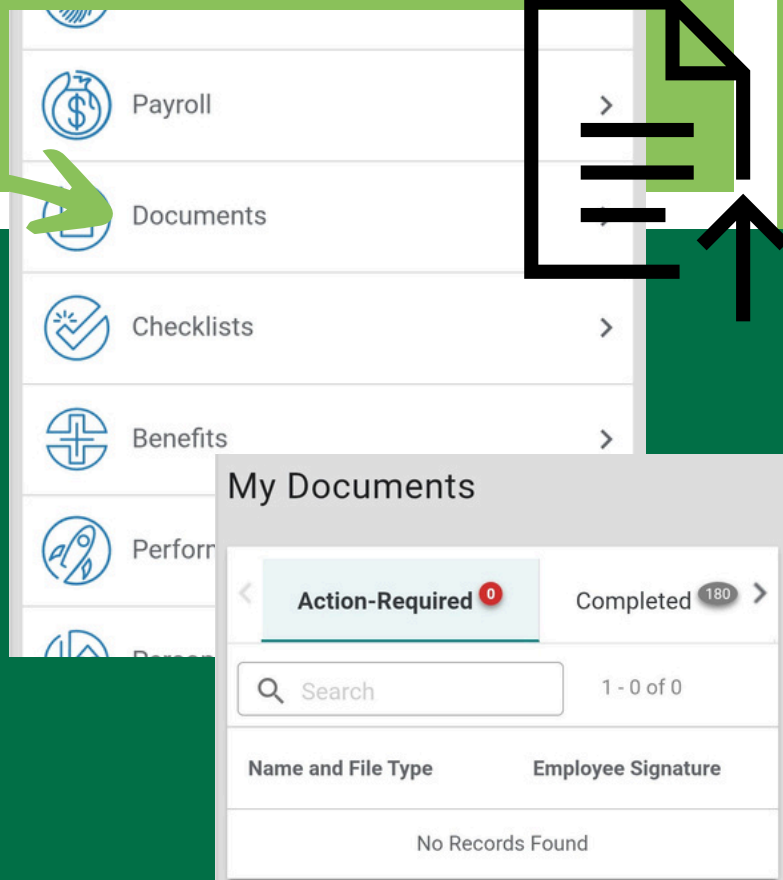 Payroll
Documents
Checklists
Benefits
My Documents
Action-Required 0 Completed 180
Search 1 - 0 of 0
Name and File Type Employee Signature
No Records Found